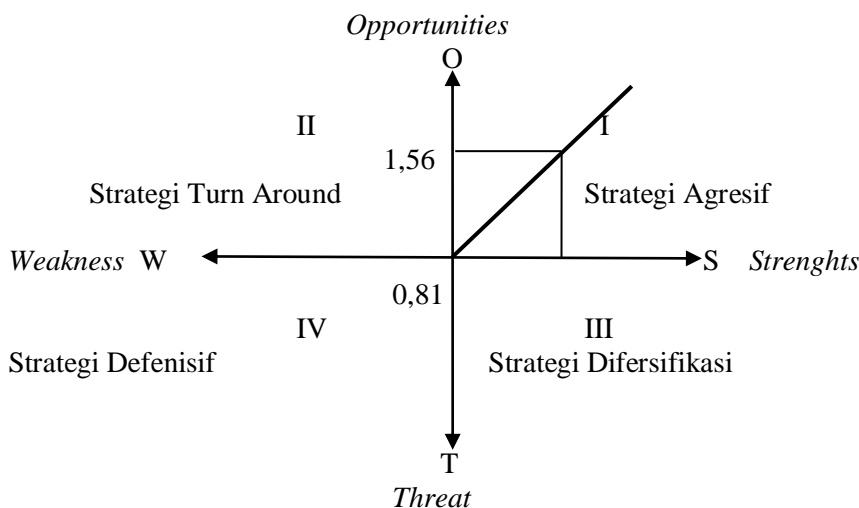 Opportunities
O
II I
1,56
Strategi Turn Around Strategi Agresif
Weakness W S Strenghts
0,81
IV III
Strategi Defenisif Strategi Difersifikasi
T
Threat